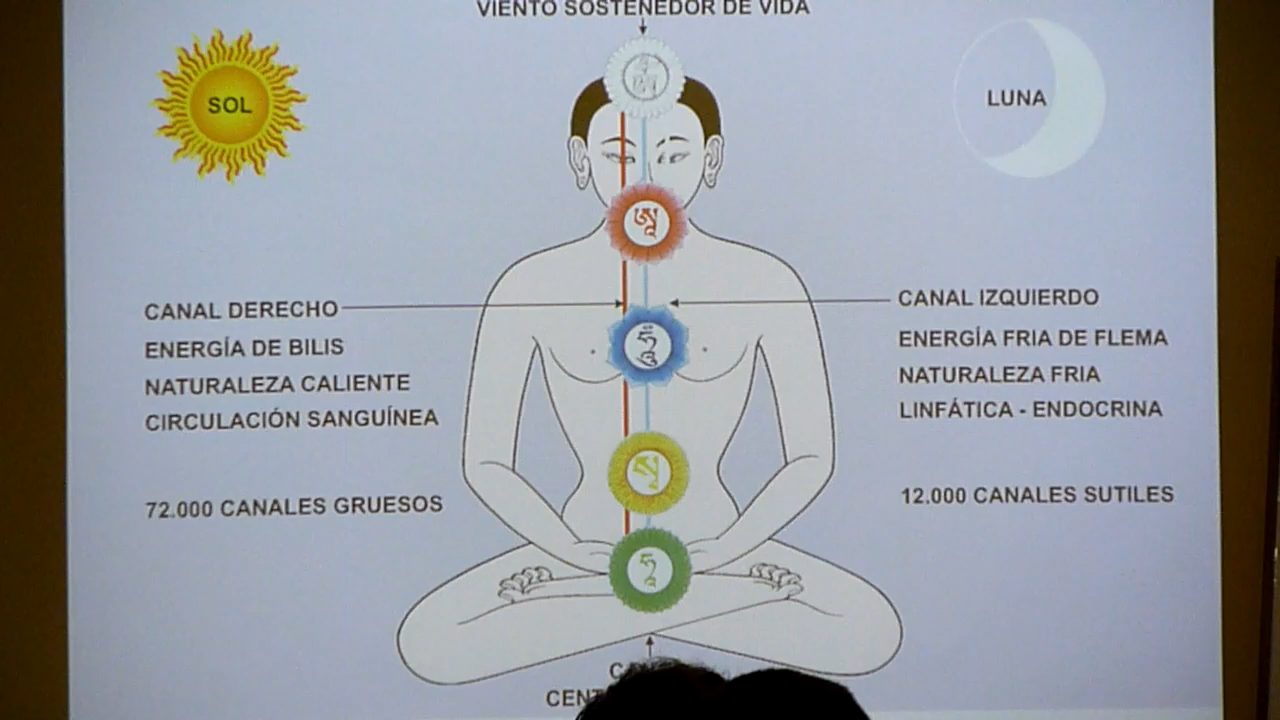 VIENTO SOSTENEDOR DE VIDA
SOL
LUNA
CANAL DERECHO
ENERGÍA DE BILIS
NATURALEZA CALIENTE
CIRCULACIÓN SANGUÍNEA
72.000 CANALES GRUESOS
CANAL IZQUIERDO
ENERGÍA FRIA DE FLEMA
NATURALEZA FRIA
LINFÁTICA - ENDOCRINA
12.000 CANALES SUTILES